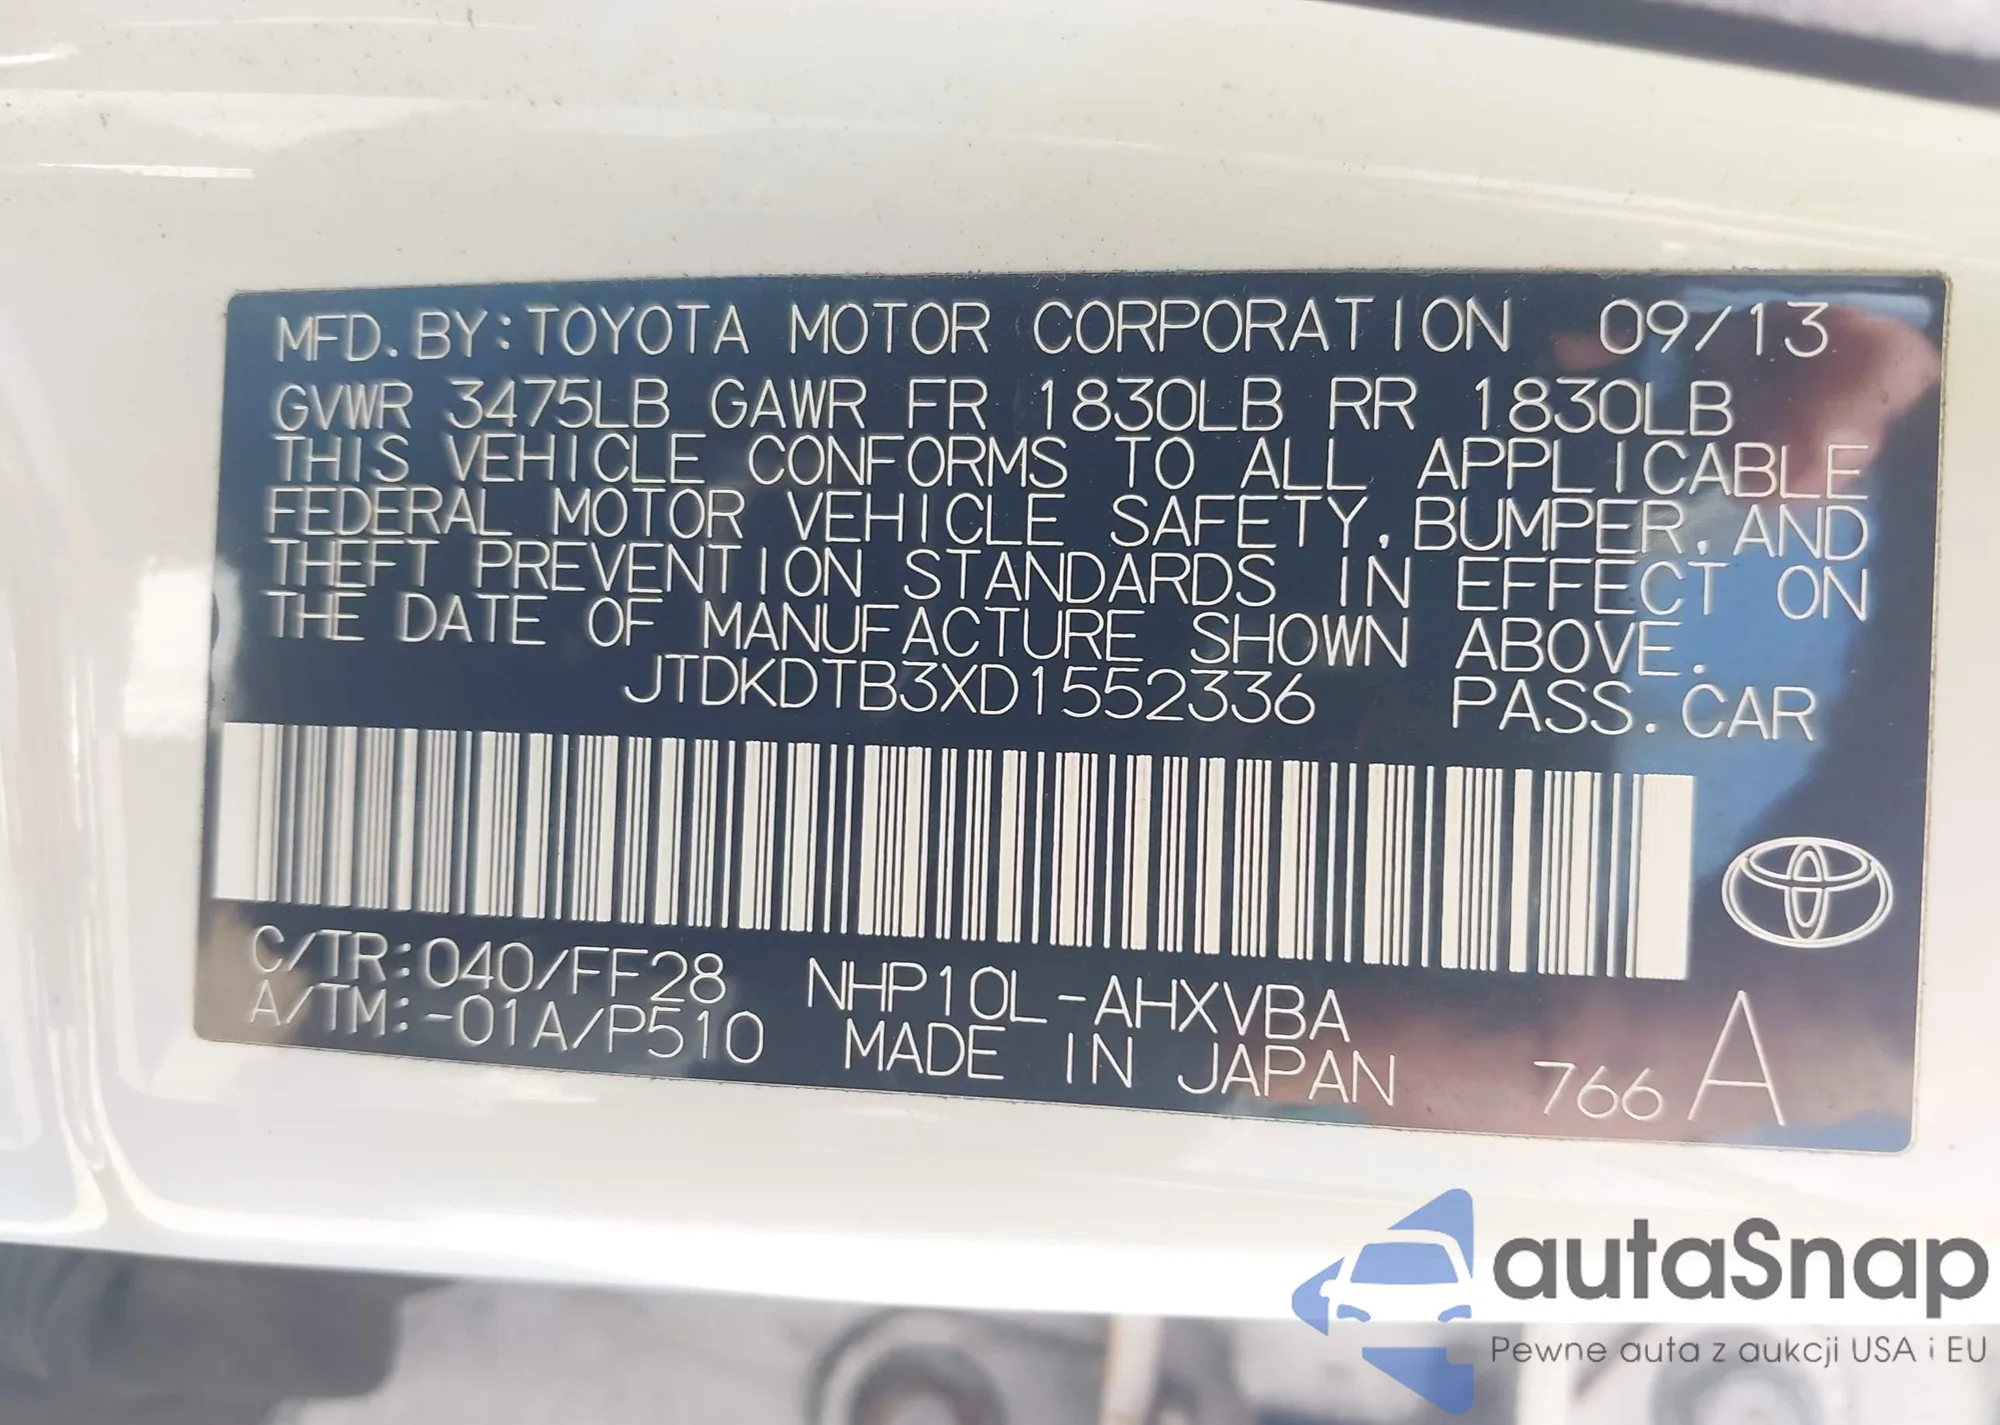 MFD. BY: TOYOTA MOTOR CORPORATION 09/13
GVWR 3475LB GAWR FR 1830LB RR 1830LB
THIS VEHICLE CONFORMS TO ALL APPLICABLE
FEDERAL MOTOR VEHICLE SAFETY, BUMPER, AND
THEFT PREVENTION STANDARDS IN EFFECT ON
THE DATE OF MANUFACTURE SHOWN ABOVE.
JTDKDTB3XD1552336 PASS. CAR
C/TR: 040/FF28 NHP10L-AHXVBA
A/TM: -01A/P510 MADE IN JAPAN 766 A
autaSnap
Pewne auta z aukcji USA i EU